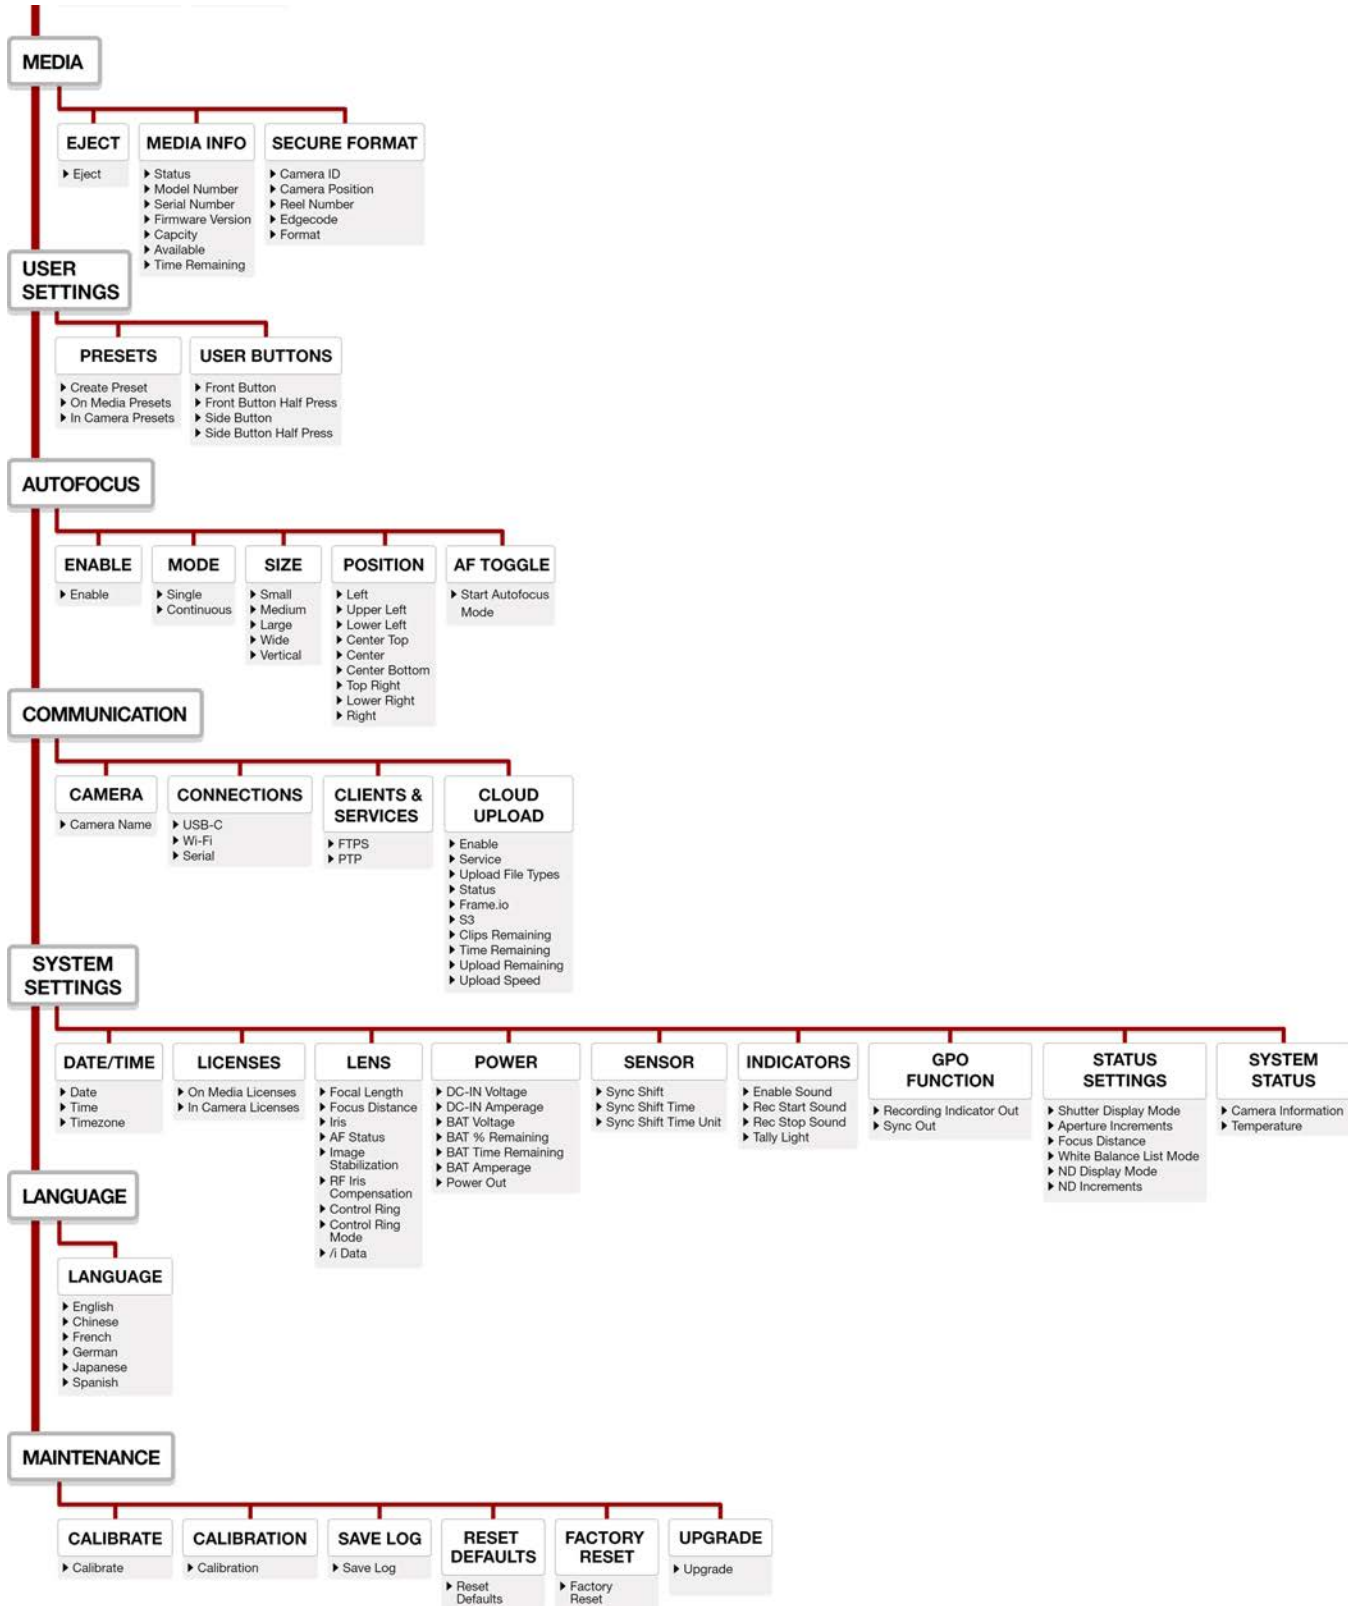 MEDIA
EJECT
Eject
MEDIA INFO
Status
Model Number
Serial Number
Firmware Version
Capcity
Available
Time Remaining
SECURE FORMAT
Camera ID
Camera Position
Reel Number
Edgecode
Format
USER
SETTINGS
PRESETS
Create Preset
On Media Presets
In Camera Presets
USER BUTTONS
Front Button
Front Button Half Press
Side Button
Side Button Half Press
AUTOFOCUS
ENABLE
Enable
MODE
Single
Continuous
SIZE
Small
Medium
Large
Wide
Vertical
POSITION
Left
Upper Left
Lower Left
Center Top
Center
Center Bottom
Top Right
Lower Right
Right
AF TOGGLE
Start Autofocus
Mode
COMMUNICATION
CAMERA
Camera Name
CONNECTIONS
USB-C
Wi-Fi
Serial
CLIENTS &
SERVICES
FTPS
PTP
CLOUD
UPLOAD
Enable
Service
Upload File Types
Status
Frame.io
S3
Clips Remaining
Time Remaining
Upload Remaining
Upload Speed
SYSTEM
SETTINGS
DATE/TIME
Date
Time
Timezone
LICENSES
On Media Licenses
In Camera Licenses
LENS
Focal Length
Focus Distance
Iris
AF Status
Image
Stabilization
RF Iris
Compensation
Control Ring
Control Ring
Mode
/i Data
POWER
DC-IN Voltage
DC-IN Amperage
BAT Voltage
BAT % Remaining
BAT Time Remaining
BAT Amperage
Power Out
SENSOR
Sync Shift
Sync Shift Time
Sync Shift Time Unit
INDICATORS
Enable Sound
Rec Start Sound
Rec Stop Sound
Tally Light
GPO
FUNCTION
Recording Indicator Out
Sync Out
STATUS
SETTINGS
Shutter Display Mode
Aperture Increments
Focus Distance
White Balance List Mode
ND Display Mode
ND Increments
SYSTEM
STATUS
Camera Information
Temperature
LANGUAGE
LANGUAGE
English
Chinese
French
German
Japanese
Spanish
MAINTENANCE
CALIBRATE
Calibrate
CALIBRATION
Calibration
SAVE LOG
Save Log
RESET
DEFAULTS
Reset
Defaults
FACTORY
RESET
Factory
Reset
UPGRADE
Upgrade